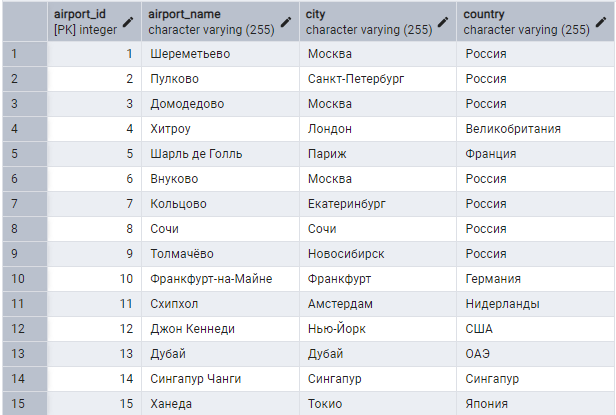 airport_id airport_name city country
[PK] integer character varying (255) character varying (255) character varying (255)
1 1 Шереметьево Москва Россия
2 2 Пулково Санкт-Петербург Россия
3 3 Домодедово Москва Россия
4 4 Хитроу Лондон Великобритания
5 5 Шарль де Голль Париж Франция
6 6 Внуково Москва Россия
7 7 Кольцово Екатеринбург Россия
8 8 Сочи Сочи Россия
9 9 Толмачёво Новосибирск Россия
10 10 Франкфурт-на-Майне Франкфурт Германия
11 11 Схипхол Амстердам Нидерланды
12 12 Джон Кеннеди Нью-Йорк США
13 13 Дубай Дубай ОАЭ
14 14 Сингапур Чанги Сингапур Сингапур
15 15 Ханеда Токио Япония